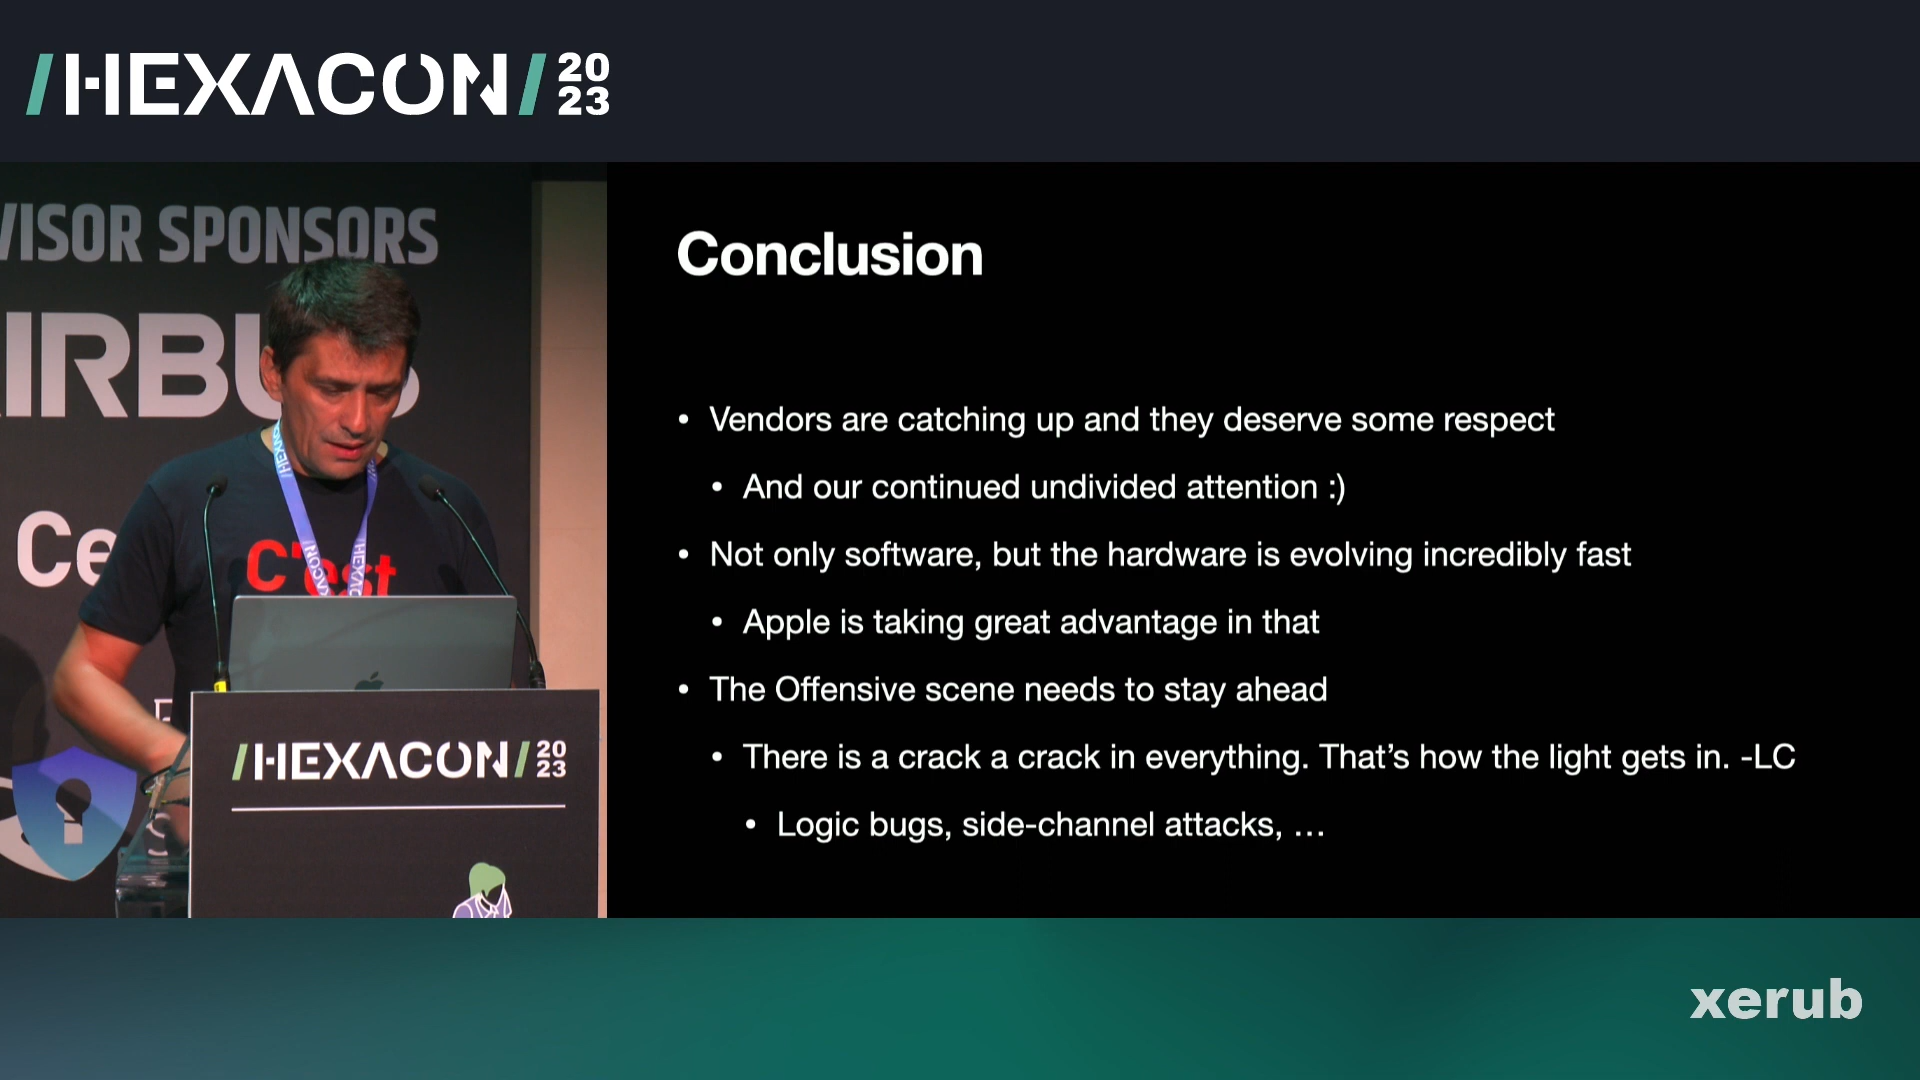 /HEXACON/ 20
23
VISOR SPONSORS
Conclusion
• Vendors are catching up and they deserve some respect
• And our continued undivided attention :)
• Not only software, but the hardware is evolving incredibly fast
• Apple is taking great advantage in that
• The Offensive scene needs to stay ahead
• There is a crack a crack in everything. That’s how the light gets in. -LC
• Logic bugs, side-channel attacks, …
IRBUS
Ce
C'est
/HEXACON/ 20
23
xerub